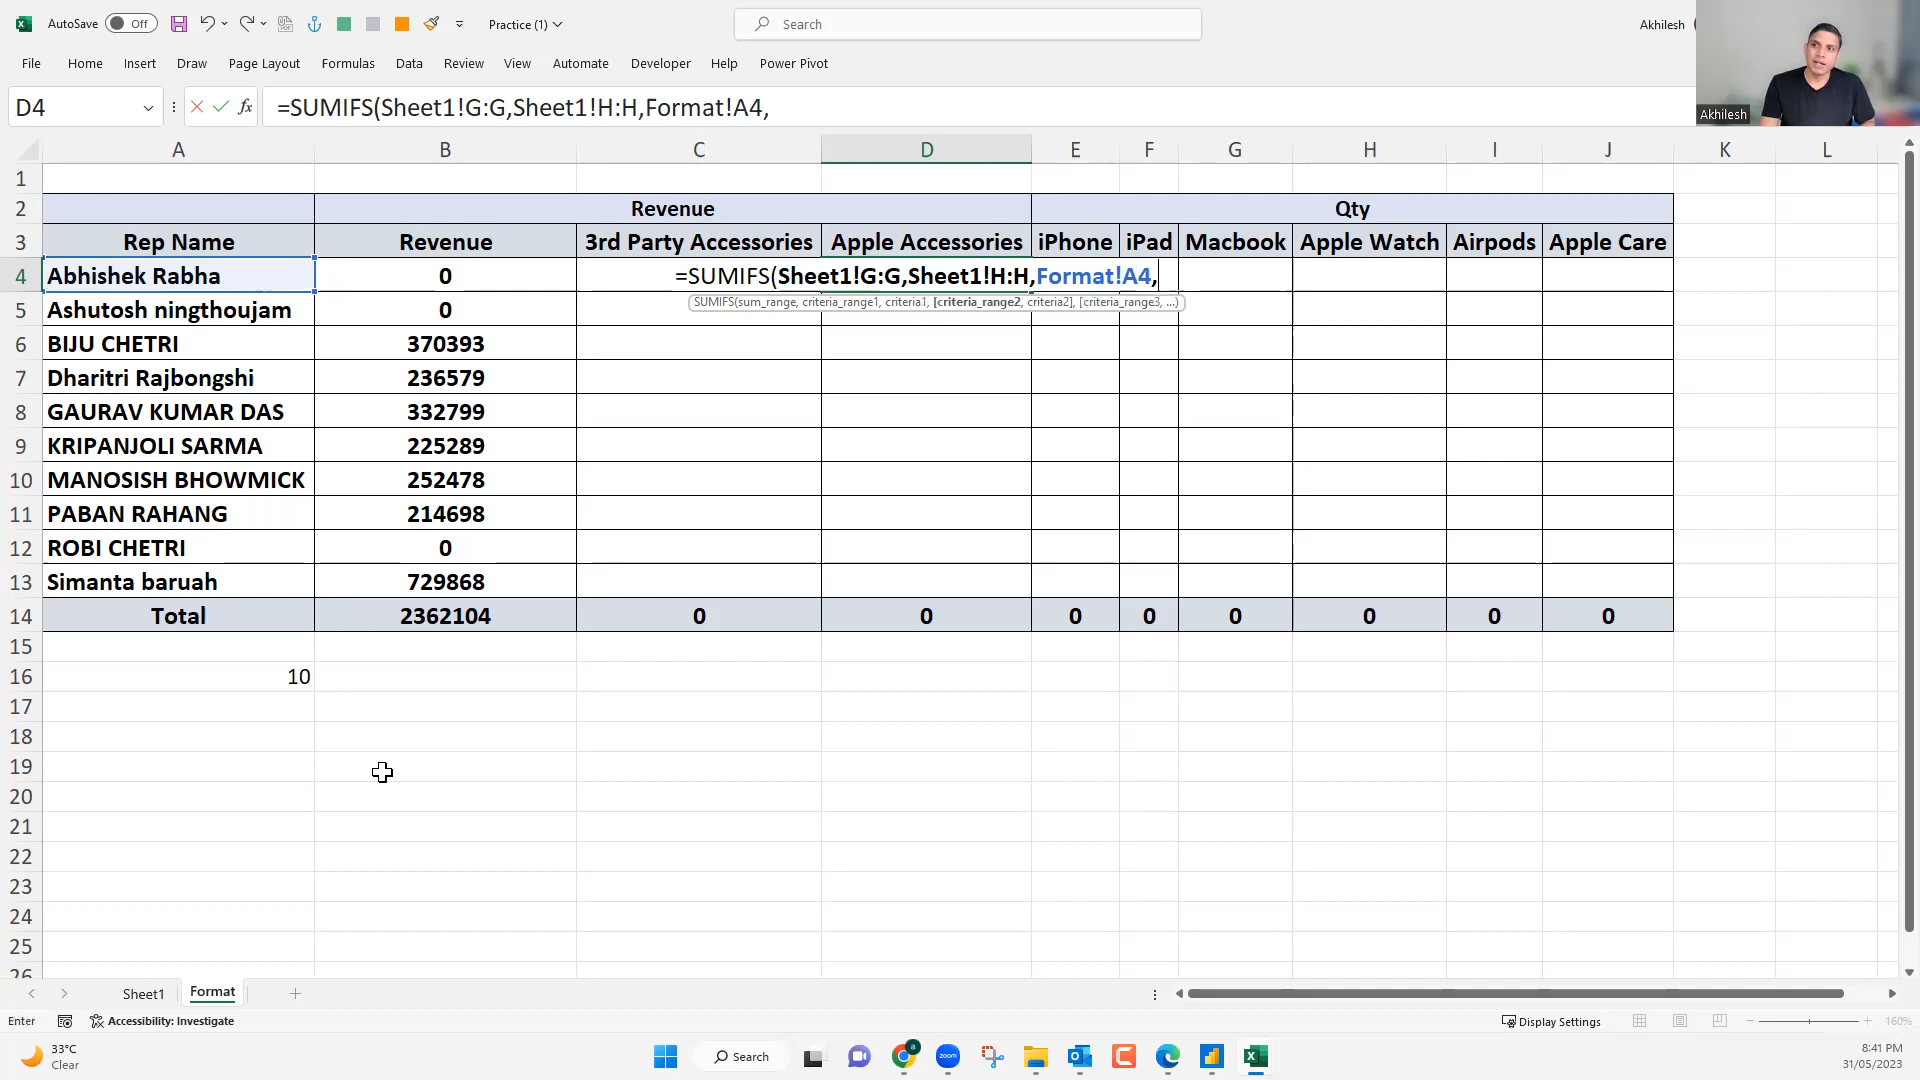 AutoSave Off Practice (1) Search Akhilesh
File Home Insert Draw Page Layout Formulas Data Review View Automate Developer Help Power Pivot
D4 fx =SUMIFS(Sheet1!G:G,Sheet1!H:H,Format!A4,
Akhilesh
A B C D E F G H I J K L
1
2 Revenue Qty
3 Rep Name Revenue 3rd Party Accessories Apple Accessories iPhone iPad Macbook Apple Watch Airpods Apple Care
4 Abhishek Rabha 0 =SUMIFS(Sheet1!G:G,Sheet1!H:H,Format!A4,
SUMIFS(sum_range, criteria_range1, criteria1, [criteria_range2, criteria2], [criteria_range3, ...)
5 Ashutosh ningthoujam 0
6 BIJU CHETRI 370393
7 Dharitri Rajbongshi 236579
8 GAURAV KUMAR DAS 332799
9 KRIPANJOLI SARMA 225289
10 MANOSISH BHOWMICK 252478
11 PABAN RAHANG 214698
12 ROBI CHETRI 0
13 Simanta baruah 729868
14 Total 2362104 0 0 0 0 0 0 0 0
15
16 10
17
18
19
20
21
22
23
24
25
26
Sheet1 Format
Enter Accessibility: Investigate Display Settings 160%
33°C
Clear
Search
zoom
8:41 PM
31/05/2023